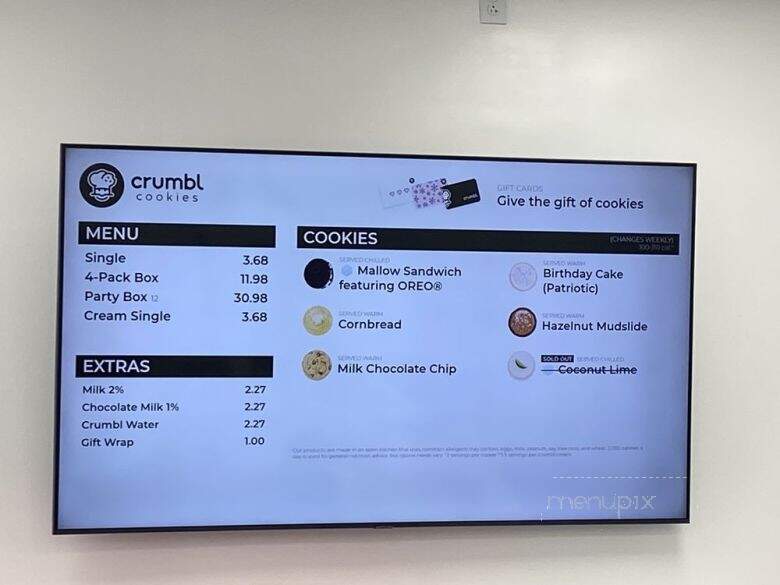 crumbl
cookies
GIFT CARDS
Give the gift of cookies
MENU
Single 3.68
4-Pack Box 11.98
Party Box 12 30.98
Cream Single 3.68
EXTRAS
Milk 2% 2.27
Chocolate Milk 1% 2.27
Crumbl Water 2.27
Gift Wrap 1.00
COOKIES
(CHANGES WEEKLY)
SERVED CHILLED
Mallow Sandwich
featuring OREO®
SERVED WARM
Birthday Cake
(Patriotic)
SERVED WARM
Cornbread
SERVED WARM
Hazelnut Mudslide
SERVED WARM
Milk Chocolate Chip
SOLD OUT SERVED CHILLED
Coconut Lime
menupix